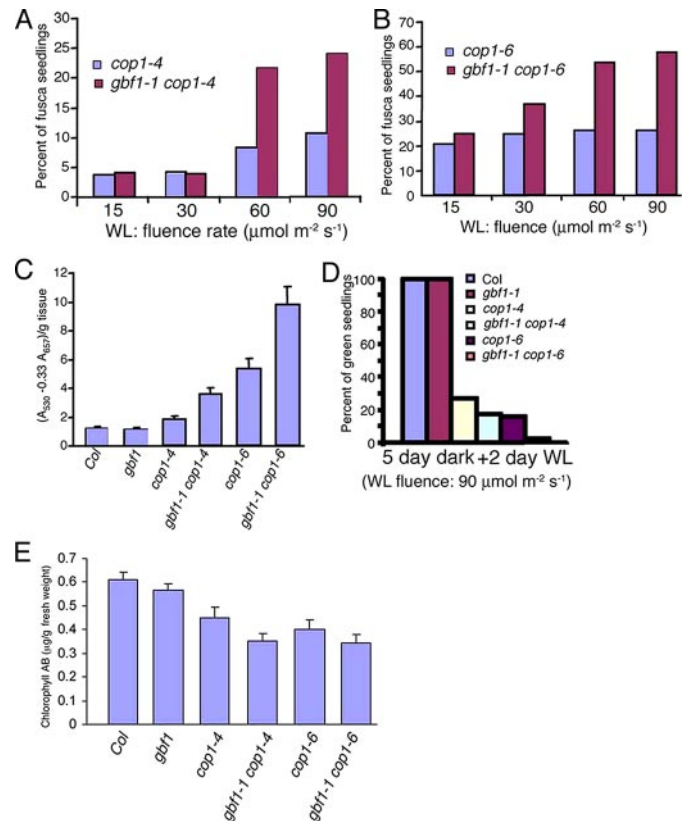 A
Percent of fusca seedlings
30
25
20
15
10
5
0
cop1-4
gbf1-1 cop1-4
15 30 60 90
WL: fluence rate (μmol m⁻² s⁻¹)
B
Percent of fusca seedlings
70
60
50
40
30
20
10
0
cop1-6
gbf1-1 cop1-6
15 30 60 90
WL: fluence (μmol m⁻² s⁻¹)
C
(A₅₃₀ -0.33 A₆₅₇)/g tissue
12
10
8
6
4
2
0
Col
gbf1
cop1-4
gbf1-1 cop1-4
cop1-6
gbf1-1 cop1-6
D
Percent of green seedlings
100
80
60
40
20
0
Col
gbf1-1
cop1-4
gbf1-1 cop1-4
cop1-6
gbf1-1 cop1-6
5 day dark +2 day WL
(WL fluence: 90 μmol m⁻² s⁻¹)
E
Chlorophyll AB (μg/g fresh weight)
0.7
0.6
0.5
0.4
0.3
0.2
0.1
0
Col
gbf1
cop1-4
gbf1-1 cop1-4
cop1-6
gbf1-1 cop1-6